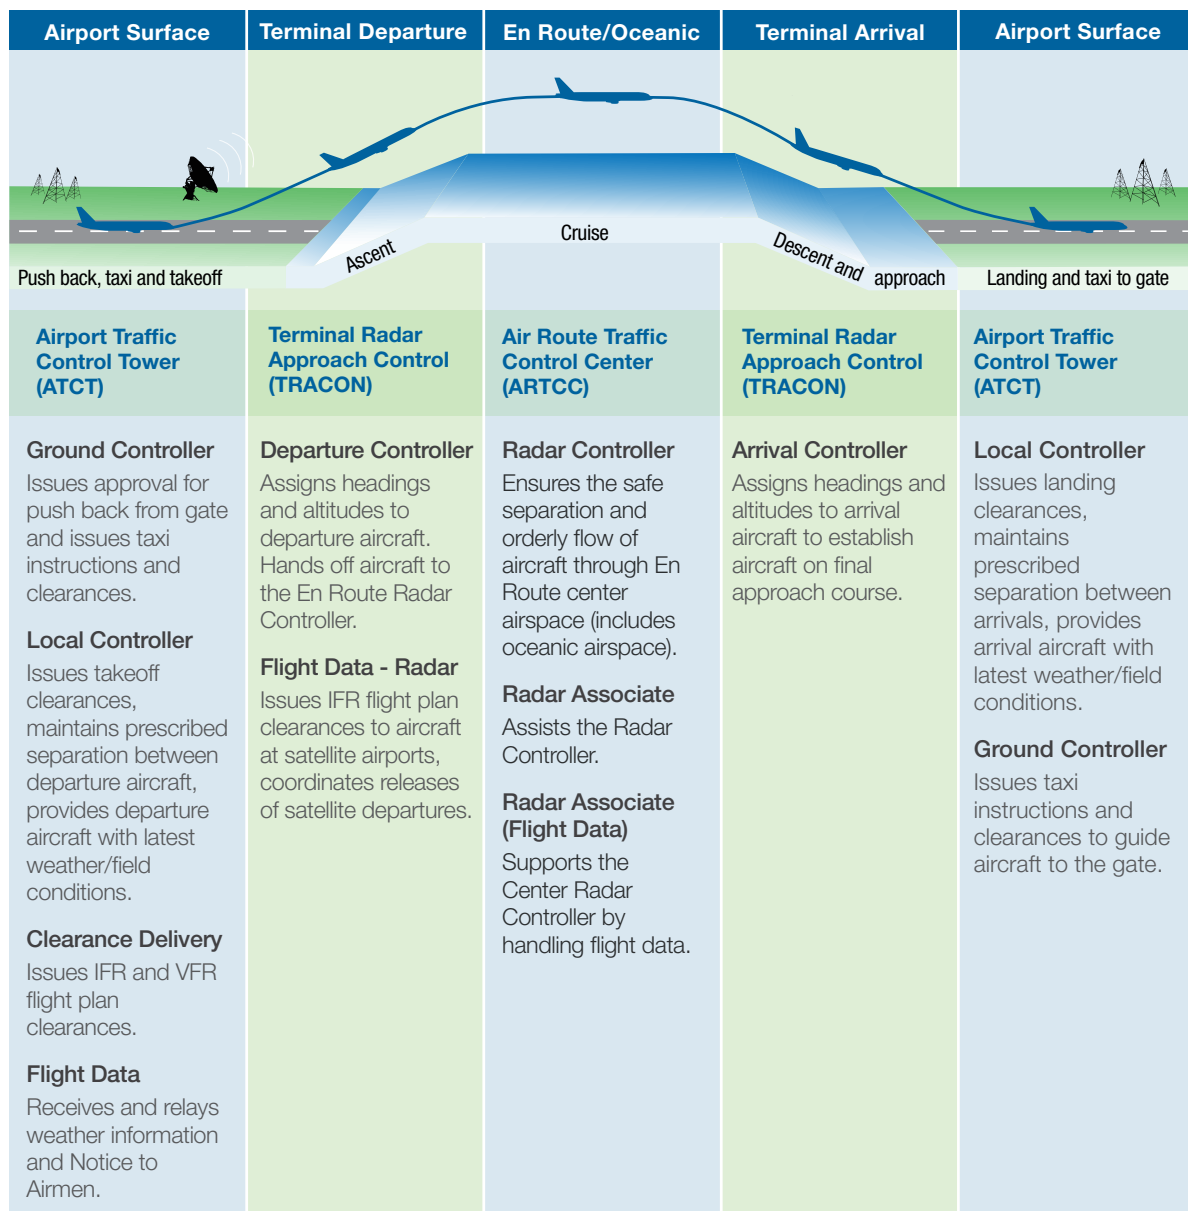 Airport Surface
Terminal Departure
En Route/Oceanic
Terminal Arrival
Airport Surface
Push back, taxi and takeoff
Ascent
Cruise
Descent and
approach
Landing and taxi to gate
Airport Traffic
Control Tower
(ATCT)
Terminal Radar
Approach Control
(TRACON)
Air Route Traffic
Control Center
(ARTCC)
Terminal Radar
Approach Control
(TRACON)
Airport Traffic
Control Tower
(ATCT)
Ground Controller
Issues approval for
push back from gate
and issues taxi
instructions and
clearances.
Local Controller
Issues takeoff
clearances,
maintains prescribed
separation between
departure aircraft,
provides departure
aircraft with latest
weather/field
conditions.
Clearance Delivery
Issues IFR and VFR
flight plan
clearances.
Flight Data
Receives and relays
weather information
and Notice to
Airmen.
Departure Controller
Assigns headings
and altitudes to
departure aircraft.
Hands off aircraft to
the En Route Radar
Controller.
Flight Data - Radar
Issues IFR flight plan
clearances to aircraft
at satellite airports,
coordinates releases
of satellite departures.
Radar Controller
Ensures the safe
separation and
orderly flow of
aircraft through En
Route center
airspace (includes
oceanic airspace).
Radar Associate
Assists the Radar
Controller.
Radar Associate
(Flight Data)
Supports the
Center Radar
Controller by
handling flight data.
Arrival Controller
Assigns headings and
altitudes to arrival
aircraft to establish
aircraft on final
approach course.
Local Controller
Issues landing
clearances,
maintains
prescribed
separation between
arrivals, provides
arrival aircraft with
latest weather/field
conditions.
Ground Controller
Issues taxi
instructions and
clearances to guide
aircraft to the gate.